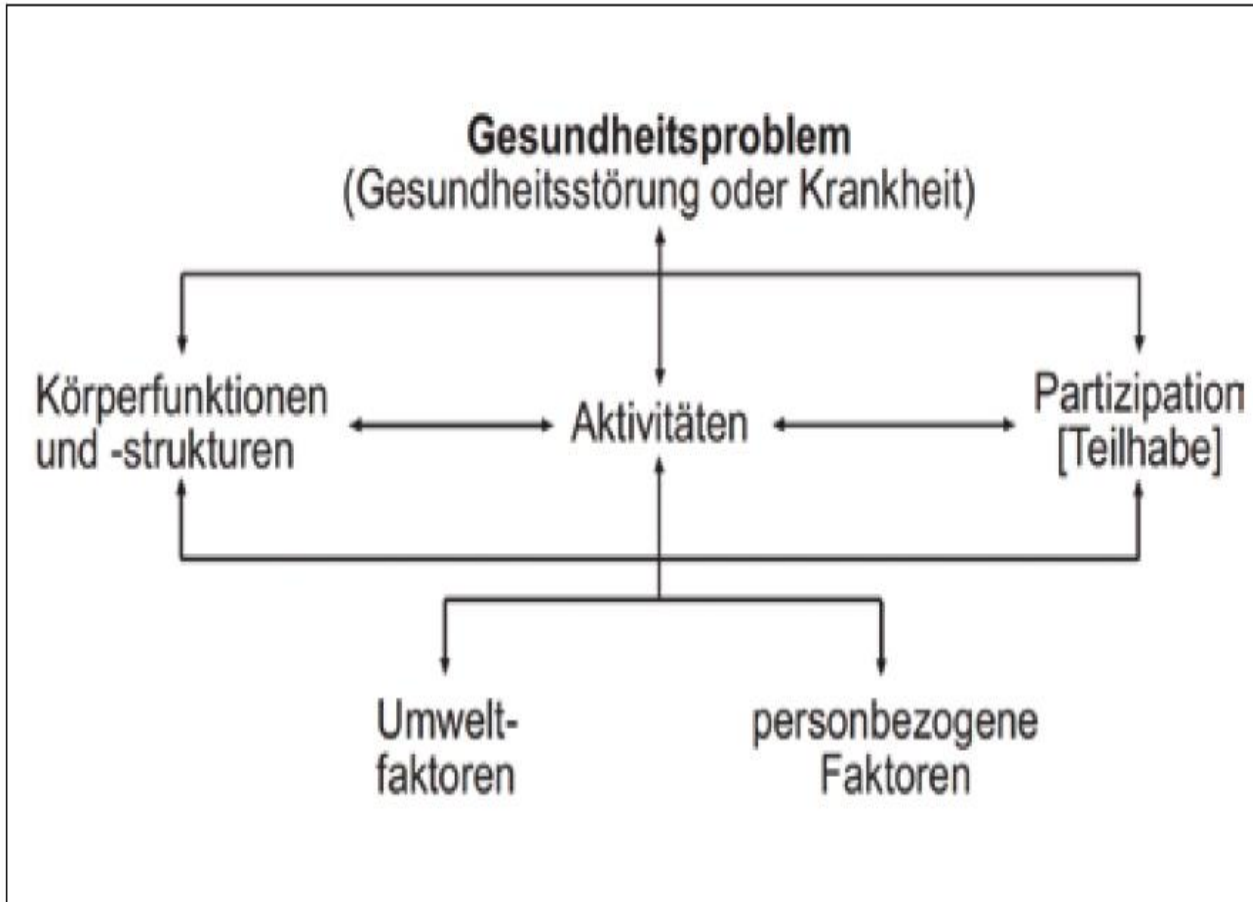 Gesundheitsproblem
(Gesundheitsstörung oder Krankheit)
Körperfunktionen
und -strukturen
Aktivitäten
Partizipation
[Teilhabe]
Umwelt-
faktoren
personbezogene
Faktoren